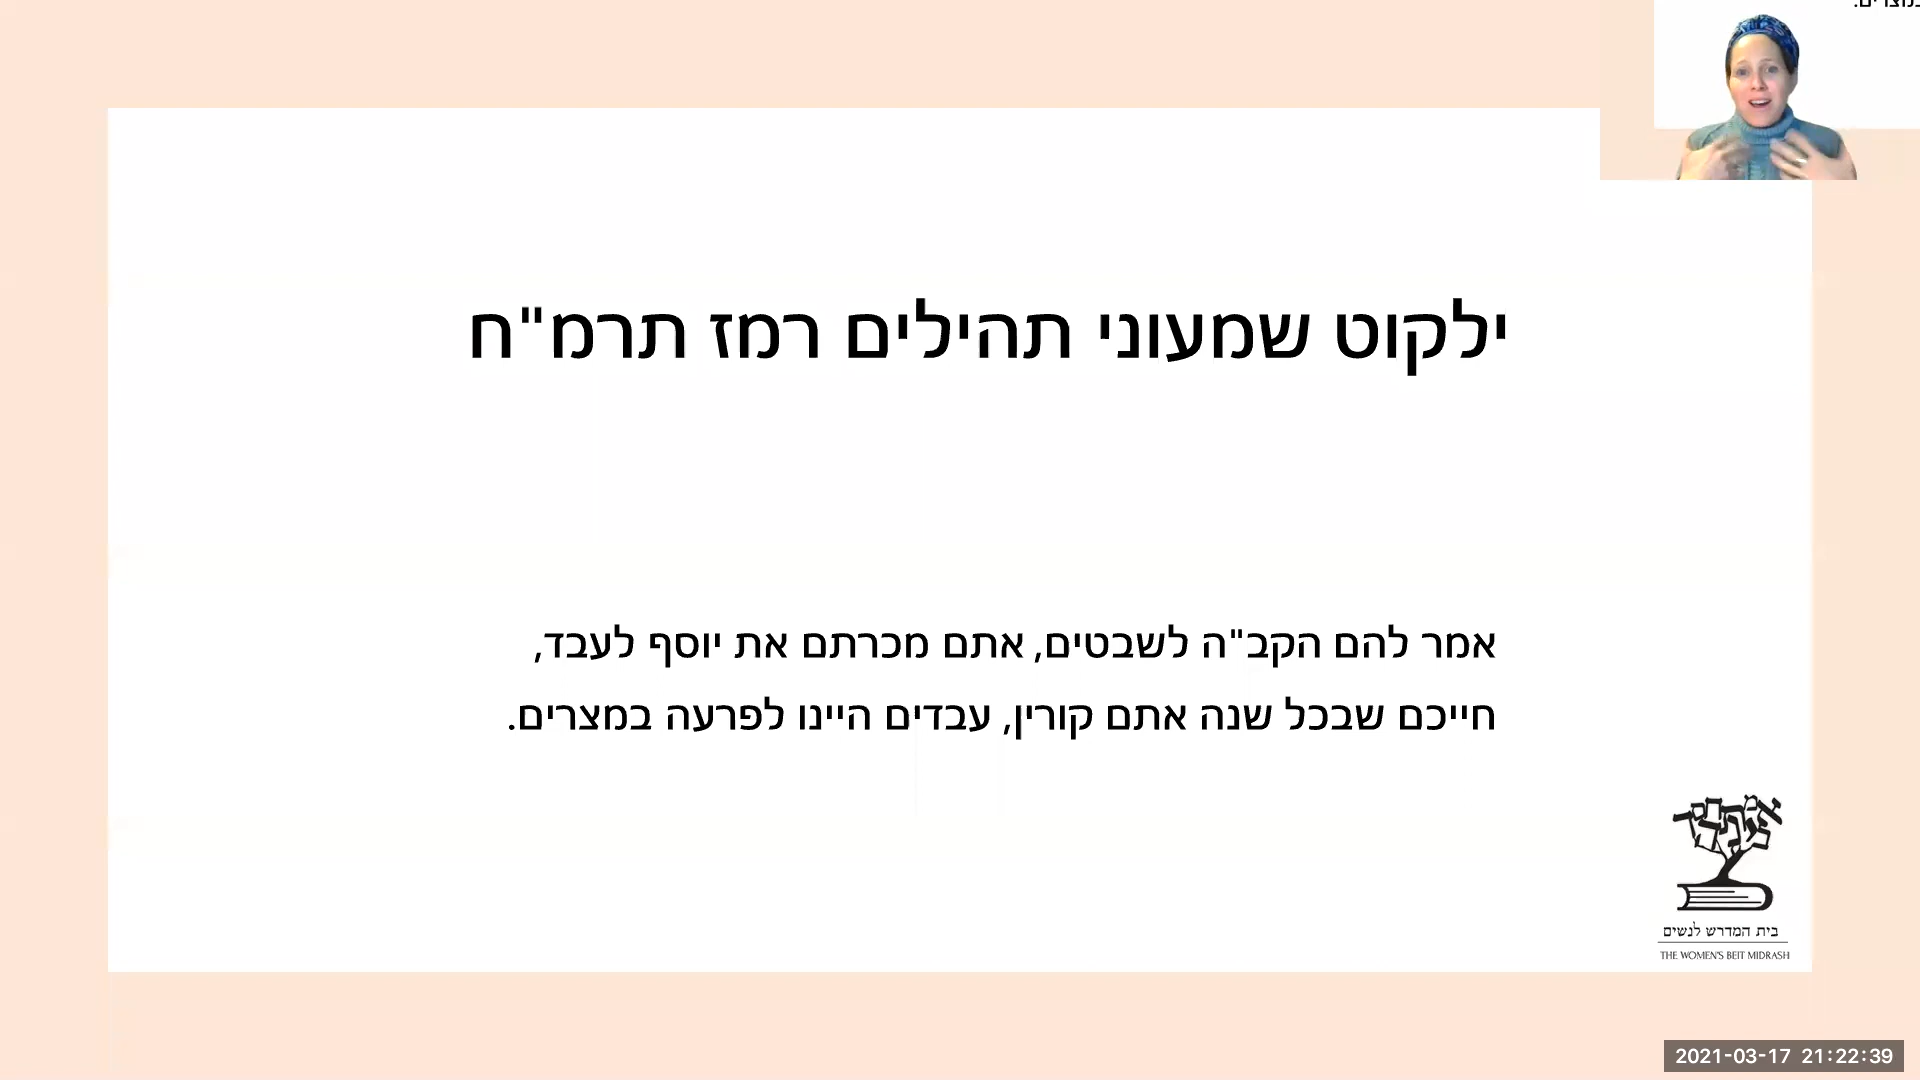 ילקוט שמעוני תהילים רמז תרמ"ח
אמר להם הקב"ה לשבטים, אתם מכרתם את יוסף לעבד,
חייכם שבכל שנה אתם קורין, עבדים היינו לפרעה במצרים.
בית המדרש לנשים
THE WOMEN'S BEIT MIDRASH
2021-03-17 21:22:39